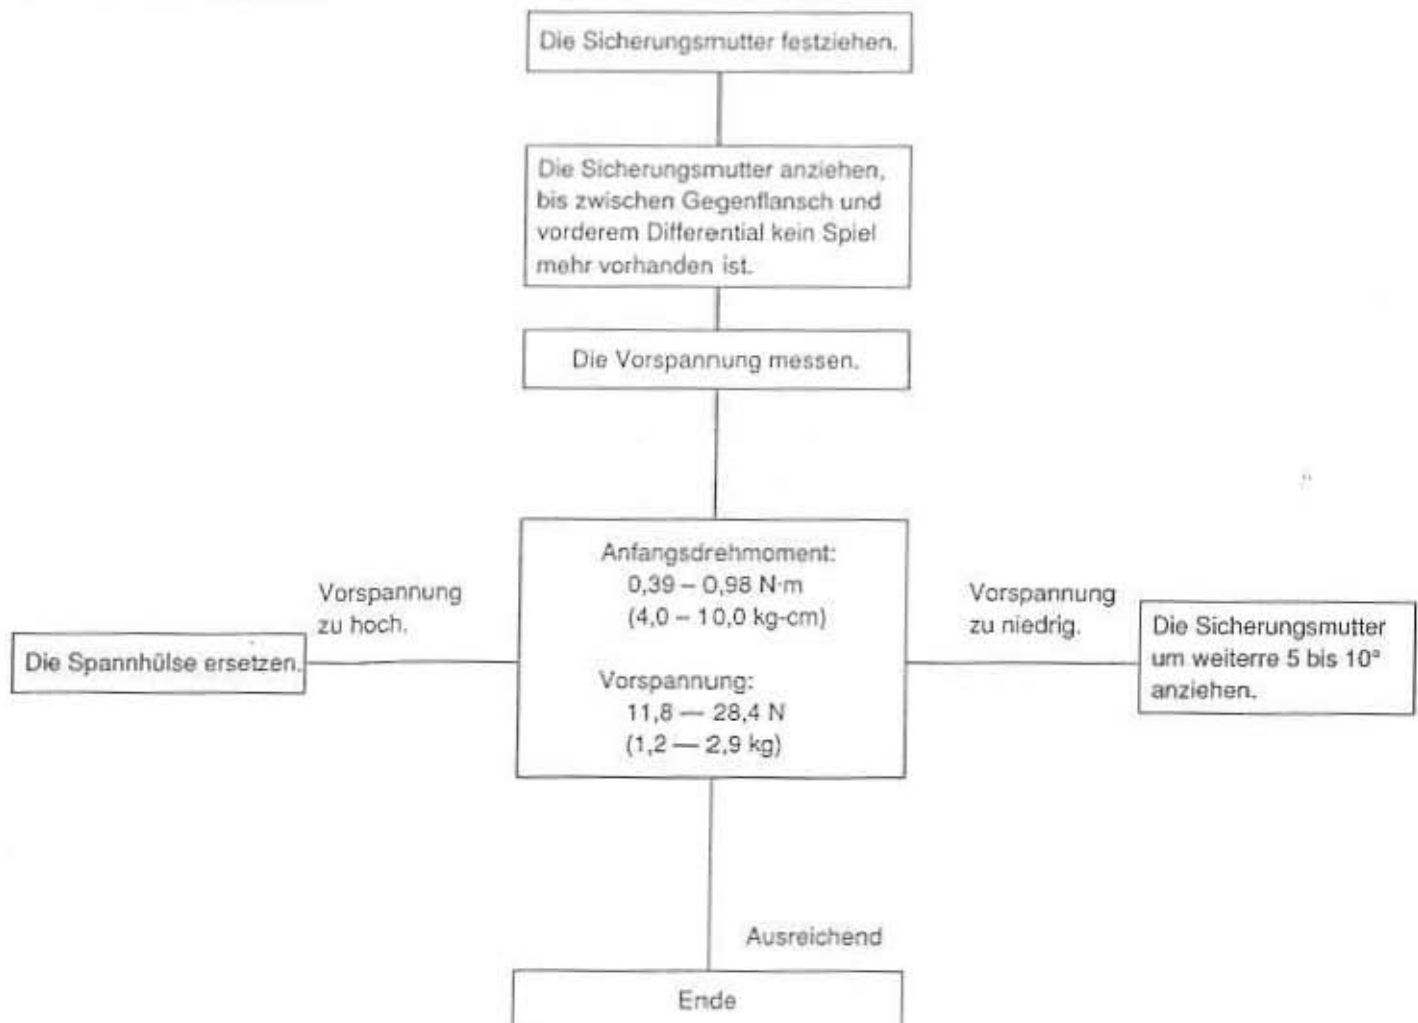 Die Sicherungsmutter festziehen.
Die Sicherungsmutter anziehen,
bis zwischen Gegenflansch und
vorderem Differential kein Spiel
mehr vorhanden ist.
Die Vorspannung messen.
Anfangsdrehmoment:
0,39 – 0,98 N·m
(4,0 – 10,0 kg-cm)
Vorspannung:
11,8 — 28,4 N
(1,2 — 2,9 kg)
Vorspannung
zu hoch.
Die Spannhülse ersetzen.
Vorspannung
zu niedrig.
Die Sicherungsmutter
um weiterre 5 bis 10°
anziehen.
Ausreichend
Ende